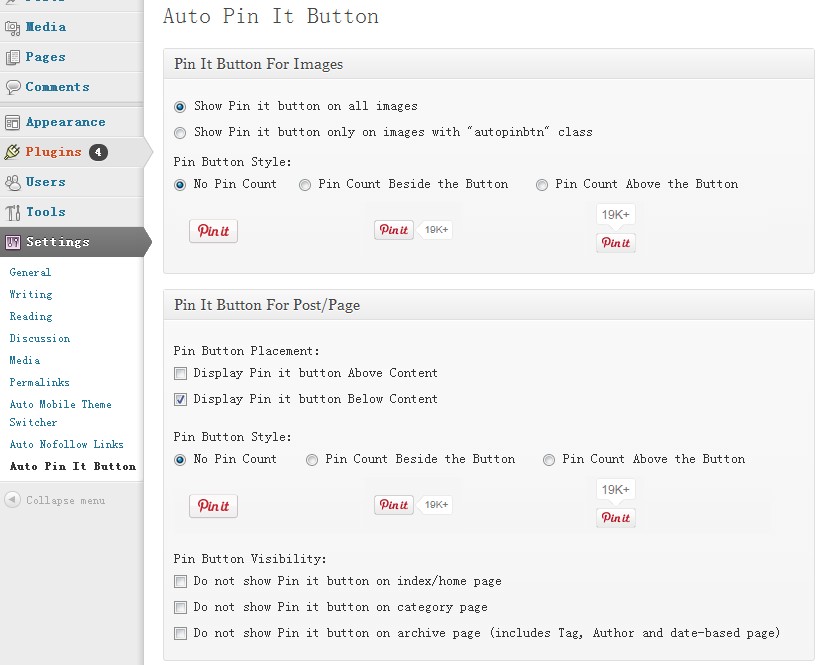 Media
Pages
Comments
Appearance
Plugins 4
Users
Tools
Settings
General
Writing
Reading
Discussion
Media
Permalinks
Auto Mobile Theme
Switcher
Auto Nofollow Links
Auto Pin It Button
Collapse menu
Auto Pin It Button
Pin It Button For Images
Show Pin it button on all images
Show Pin it button only on images with "autopinbtn" class
Pin Button Style:
No Pin Count Pin Count Beside the Button Pin Count Above the Button
19K+
Pin it Pin it 19K+
Pin it
Pin It Button For Post/Page
Pin Button Placement:
Display Pin it button Above Content
Display Pin it button Below Content
Pin Button Style:
No Pin Count Pin Count Beside the Button Pin Count Above the Button
19K+
Pin it Pin it 19K+
Pin it
Pin Button Visibility:
Do not show Pin it button on index/home page
Do not show Pin it button on category page
Do not show Pin it button on archive page (includes Tag, Author and date-based page)